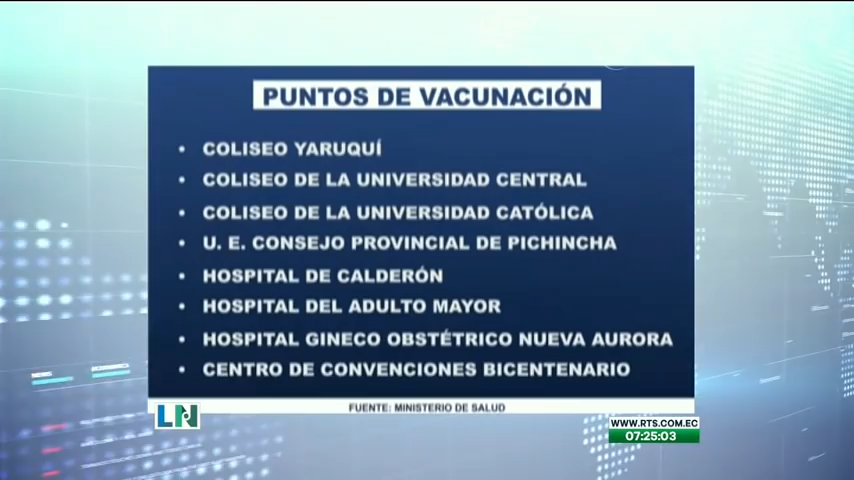 PUNTOS DE VACUNACIÓN
• COLISEO YARUQUÍ
• COLISEO DE LA UNIVERSIDAD CENTRAL
• COLISEO DE LA UNIVERSIDAD CATÓLICA
• U. E. CONSEJO PROVINCIAL DE PICHINCHA
• HOSPITAL DE CALDERÓN
• HOSPITAL DEL ADULTO MAYOR
• HOSPITAL GINECO OBSTÉTRICO NUEVA AURORA
• CENTRO DE CONVENCIONES BICENTENARIO
NEWS
FUENTE: MINISTERIO DE SALUD
LN
WWW.RTS.COM.EC
07:25:03